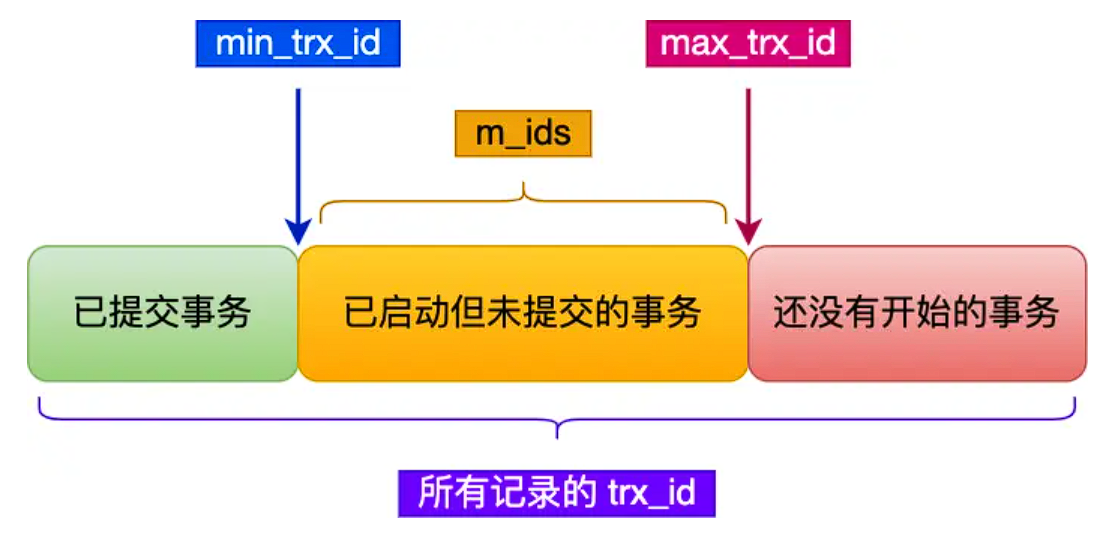 min_trx_id
max_trx_id
m_ids
已提交事务
已启动但未提交的事务
还没有开始的事务
所有记录的 trx_id